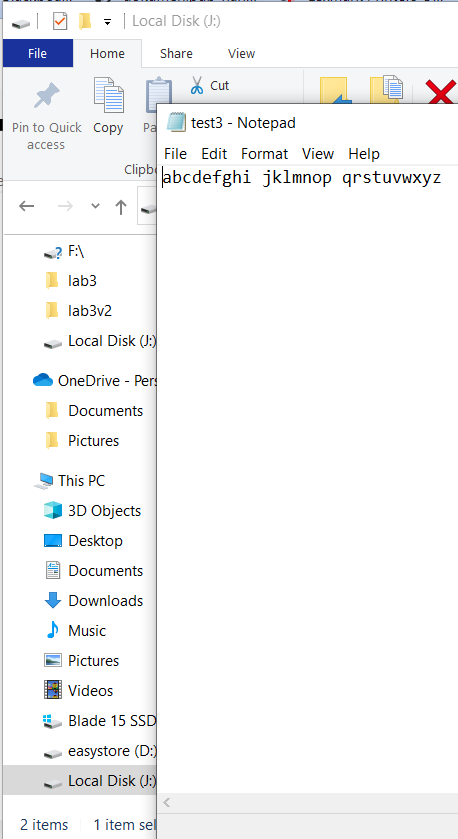 Local Disk (J:)
File Home Share View
Pin to Quick access
Copy
Cut
test3 - Notepad
File Edit Format View Help
abcdefghi jklmnop qrstuvwxyz
F:\
lab3
lab3v2
Local Disk (J:)
OneDrive - Pers
Documents
Pictures
This PC
3D Objects
Desktop
Documents
Downloads
Music
Pictures
Videos
Blade 15 SSD
easystore (D:)
Local Disk (J:)
2 items 1 item sel